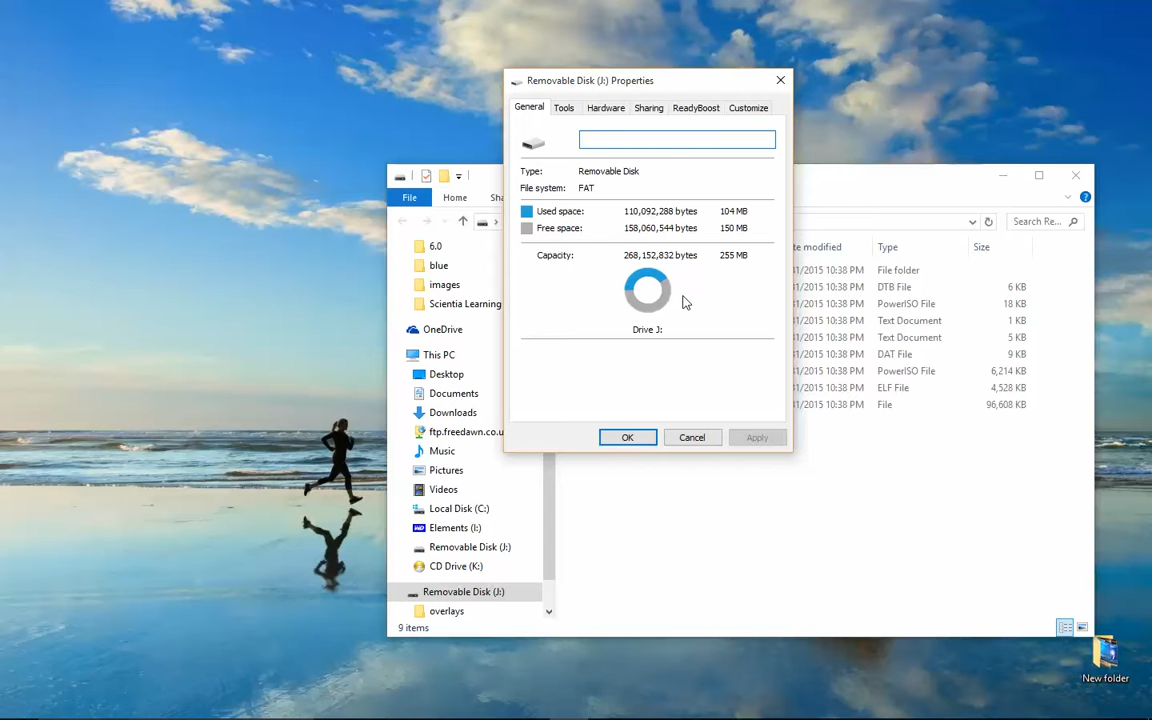 Removable Disk (J:) Properties
General Tools Hardware Sharing ReadyBoost Customize
Type: Removable Disk
File system: FAT
Used space: 110,092,288 bytes 104 MB
Free space: 158,060,544 bytes 150 MB
Capacity: 268,152,832 bytes 255 MB
Drive J:
OK Cancel Apply
File Home Sha
Search Re...
6.0
blue
images
Scientia Learning
OneDrive
This PC
Desktop
Documents
Downloads
ftp.freedawn.co.u
Music
Pictures
Videos
Local Disk (C:)
Elements (I:)
Removable Disk (J:)
CD Drive (K:)
Removable Disk (J:)
overlays
9 items
te modified Type Size
1/2015 10:38 PM File folder
1/2015 10:38 PM DTB File 6 KB
1/2015 10:38 PM PowerISO File 18 KB
1/2015 10:38 PM Text Document 1 KB
1/2015 10:38 PM Text Document 5 KB
1/2015 10:38 PM DAT File 9 KB
1/2015 10:38 PM PowerISO File 6,214 KB
1/2015 10:38 PM ELF File 4,528 KB
1/2015 10:38 PM File 96,608 KB
New folder